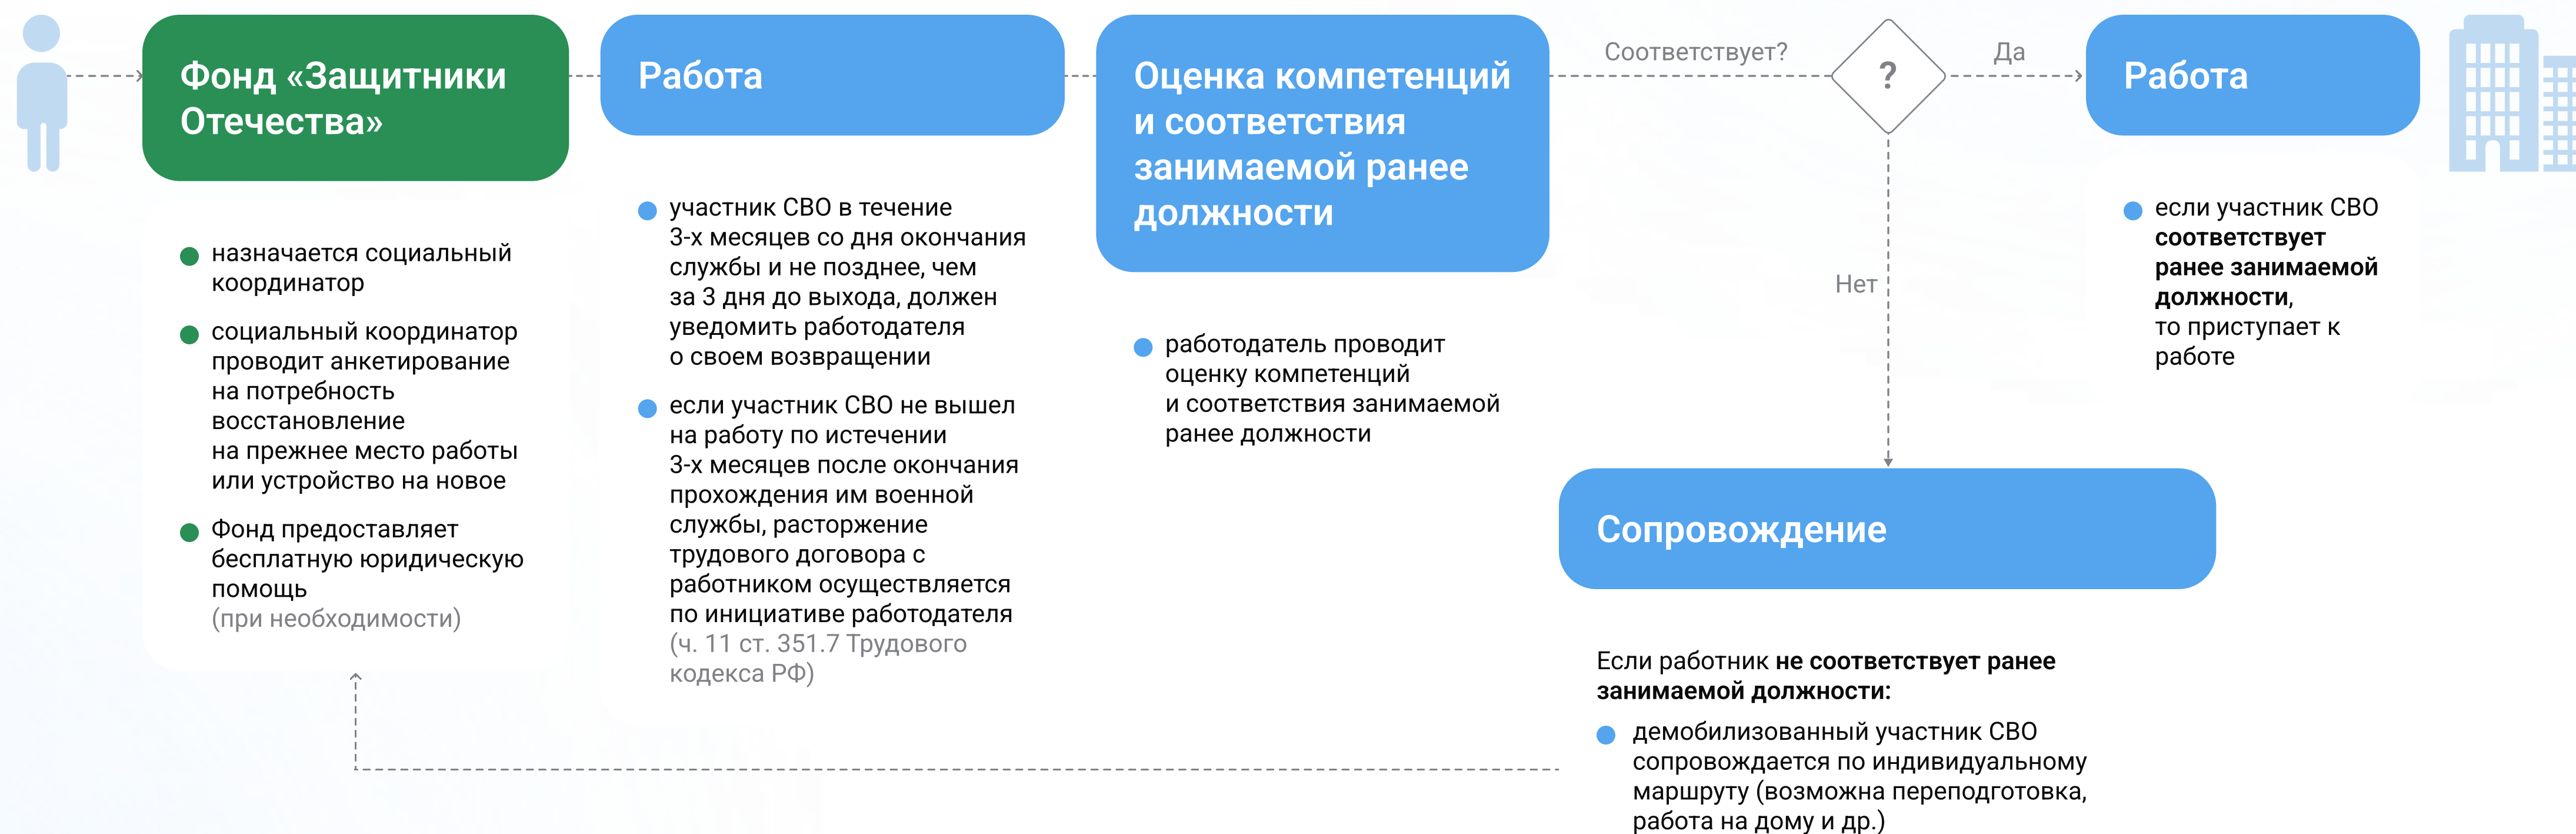 Фонд «Защитники
Отечества»
назначается социальный
координатор
социальный координатор
проводит анкетирование
на потребность
восстановление
на прежнее место работы
или устройство на новое
Фонд предоставляет
бесплатную юридическую
помощь
(при необходимости)
Работа
участник СВО в течение
3-х месяцев со дня окончания
службы и не позднее, чем
за 3 дня до выхода, должен
уведомить работодателя
о своем возвращении
если участник СВО не вышел
на работу по истечении
3-х месяцев после окончания
прохождения им военной
службы, расторжение
трудового договора с
работником осуществляется
по инициативе работодателя
(ч. 11 ст. 351.7 Трудового
кодекса РФ)
Оценка компетенций
и соответствия
занимаемой ранее
должности
работодатель проводит
оценку компетенций
и соответствия занимаемой
ранее должности
Соответствует?
?
Да
Нет
Работа
если участник СВО
соответствует
ранее занимаемой
должности,
то приступает к
работе
Сопровождение
Если работник не соответствует ранее
занимаемой должности:
демобилизованный участник СВО
сопровождается по индивидуальному
маршруту (возможна переподготовка,
работа на дому и др.)